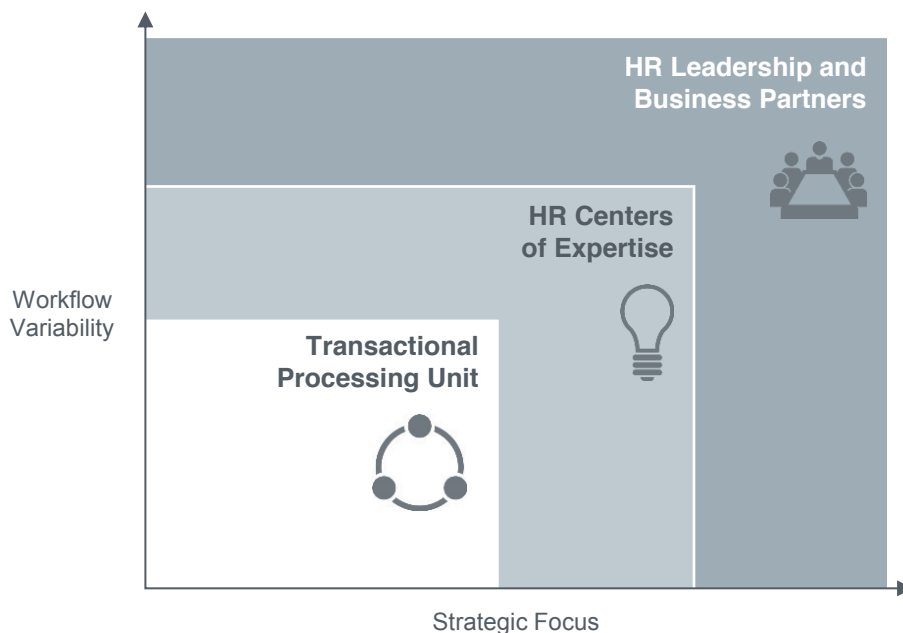 HR Leadership and
Business Partners
HR Centers
of Expertise
Workflow
Variability
Transactional
Processing Unit
Strategic Focus